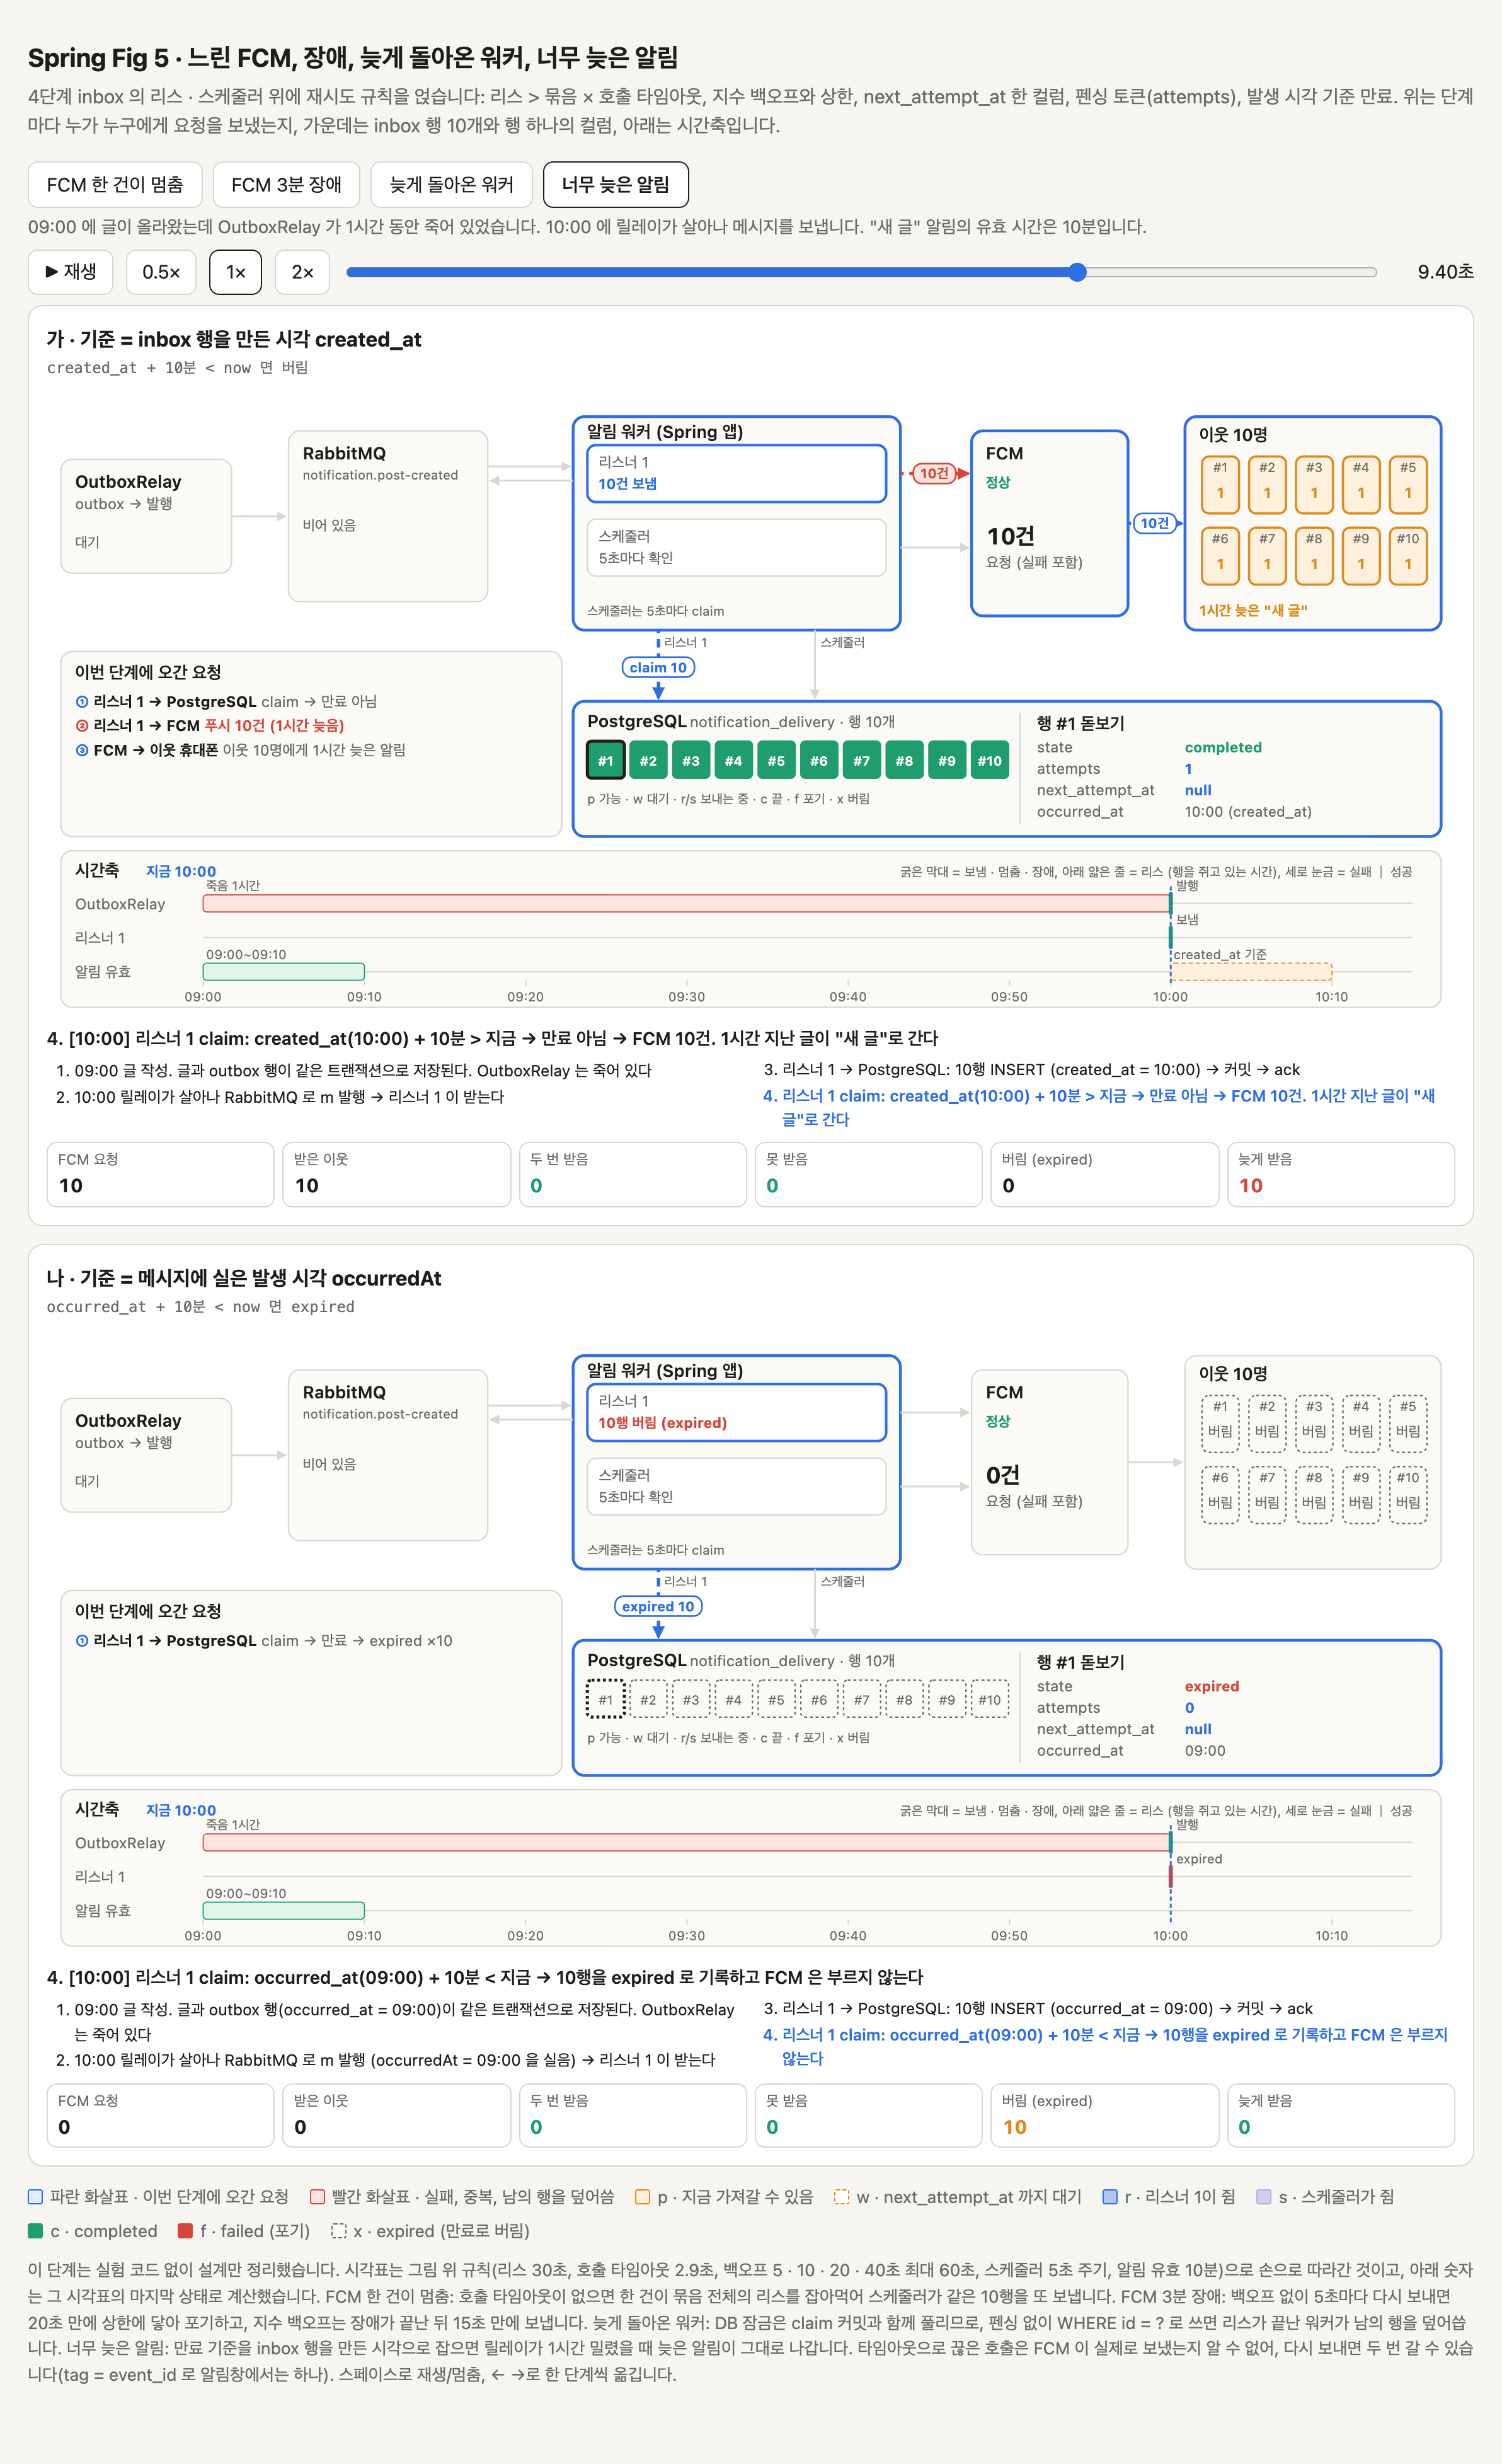 Spring Fig 5 · 느린 FCM, 장애, 늦게 돌아온 워커, 너무 늦은 알림
4단계 inbox 의 리스 · 스케줄러 위에 재시도 규칙을 얹습니다: 리스 > 묶음 × 호출 타임아웃, 지수 백오프와 상한, next_attempt_at 한 컬럼, 펜싱 토큰(attempts), 발생 시각 기준 만료. 위는 단계
마다 누가 누구에게 요청을 보냈는지, 가운데는 inbox 행 10개와 행 하나의 컬럼, 아래는 시간축입니다.
FCM 한 건이 멈춤
FCM 3분 장애
늦게 돌아온 워커
너무 늦은 알림
09:00 에 글이 올라왔는데 OutboxRelay 가 1시간 동안 죽어 있었습니다. 10:00 에 릴레이가 살아나 메시지를 보냅니다. "새 글" 알림의 유효 시간은 10분입니다.
▶ 재생
0.5×
1×
2×
9.40초
가 · 기준 = inbox 행을 만든 시각 created_at
created_at + 10분 < now 면 버림
OutboxRelay
outbox → 발행
대기
RabbitMQ
notification.post-created
비어 있음
알림 워커 (Spring 앱)
리스너 1
10건 보냄
스케줄러
5초마다 확인
스케줄러는 5초마다 claim
10건
FCM
정상
10건
요청 (실패 포함)
10건
이웃 10명
#1 #2 #3 #4 #5
1 1 1 1 1
#6 #7 #8 #9 #10
1 1 1 1 1
1시간 늦은 "새 글"
리스너 1
스케줄러
claim 10
이번 단계에 오간 요청
① 리스너 1 → PostgreSQL claim → 만료 아님
② 리스너 1 → FCM 푸시 10건 (1시간 늦음)
③ FCM → 이웃 휴대폰 이웃 10명에게 1시간 늦은 알림
PostgreSQL notification_delivery · 행 10개
#1 #2 #3 #4 #5 #6 #7 #8 #9 #10
p 가능 · w 대기 · r/s 보내는 중 · c 끝 · f 포기 · x 버림
행 #1 돋보기
state completed
attempts 1
next_attempt_at null
occurred_at 10:00 (created_at)
시간축 지금 10:00
굵은 막대 = 보냄 · 멈춤 · 장애, 아래 얇은 줄 = 리스 (행을 쥐고 있는 시간), 세로 눈금 = 실패 | 성공
죽음 1시간
발행
OutboxRelay
보냄
리스너 1
09:00~09:10
created_at 기준
알림 유효
09:00 09:10 09:20 09:30 09:40 09:50 10:00 10:10
4. [10:00] 리스너 1 claim: created_at(10:00) + 10분 > 지금 → 만료 아님 → FCM 10건. 1시간 지난 글이 "새 글"로 간다
1. 09:00 글 작성. 글과 outbox 행이 같은 트랜잭션으로 저장된다. OutboxRelay 는 죽어 있다
2. 10:00 릴레이가 살아나 RabbitMQ 로 m 발행 → 리스너 1 이 받는다
3. 리스너 1 → PostgreSQL: 10행 INSERT (created_at = 10:00) → 커밋 → ack
4. 리스너 1 claim: created_at(10:00) + 10분 > 지금 → 만료 아님 → FCM 10건. 1시간 지난 글이 "새
글"로 간다
FCM 요청
10
받은 이웃
10
두 번 받음
0
못 받음
0
버림 (expired)
0
늦게 받음
10
나 · 기준 = 메시지에 실은 발생 시각 occurredAt
occurred_at + 10분 < now 면 expired
OutboxRelay
outbox → 발행
대기
RabbitMQ
notification.post-created
비어 있음
알림 워커 (Spring 앱)
리스너 1
10행 버림 (expired)
스케줄러
5초마다 확인
스케줄러는 5초마다 claim
FCM
정상
0건
요청 (실패 포함)
이웃 10명
#1 #2 #3 #4 #5
버림 버림 버림 버림 버림
#6 #7 #8 #9 #10
버림 버림 버림 버림 버림
리스너 1
스케줄러
expired 10
이번 단계에 오간 요청
① 리스너 1 → PostgreSQL claim → 만료 → expired ×10
PostgreSQL notification_delivery · 행 10개
#1 #2 #3 #4 #5 #6 #7 #8 #9 #10
p 가능 · w 대기 · r/s 보내는 중 · c 끝 · f 포기 · x 버림
행 #1 돋보기
state expired
attempts 0
next_attempt_at null
occurred_at 09:00
시간축 지금 10:00
굵은 막대 = 보냄 · 멈춤 · 장애, 아래 얇은 줄 = 리스 (행을 쥐고 있는 시간), 세로 눈금 = 실패 | 성공
죽음 1시간
발행
OutboxRelay
expired
리스너 1
09:00~09:10
알림 유효
09:00 09:10 09:20 09:30 09:40 09:50 10:00 10:10
4. [10:00] 리스너 1 claim: occurred_at(09:00) + 10분 < 지금 → 10행을 expired 로 기록하고 FCM 은 부르지 않는다
1. 09:00 글 작성. 글과 outbox 행(occurred_at = 09:00)이 같은 트랜잭션으로 저장된다. OutboxRelay
는 죽어 있다
2. 10:00 릴레이가 살아나 RabbitMQ 로 m 발행 (occurredAt = 09:00 을 실음) → 리스너 1 이 받는다
3. 리스너 1 → PostgreSQL: 10행 INSERT (occurred_at = 09:00) → 커밋 → ack
4. 리스너 1 claim: occurred_at(09:00) + 10분 < 지금 → 10행을 expired 로 기록하고 FCM 은 부르지
않는다
FCM 요청
0
받은 이웃
0
두 번 받음
0
못 받음
0
버림 (expired)
10
늦게 받음
0
파란 화살표 · 이번 단계에 오간 요청
빨간 화살표 · 실패, 중복, 남의 행을 덮어씀
p · 지금 가져갈 수 있음
w · next_attempt_at 까지 대기
r · 리스너 1이 쥠
s · 스케줄러가 쥠
c · completed
f · failed (포기)
x · expired (만료로 버림)
이 단계는 실험 코드 없이 설계만 정리했습니다. 시각표는 그림 위 규칙(리스 30초, 호출 타임아웃 2.9초, 백오프 5 · 10 · 20 · 40초 최대 60초, 스케줄러 5초 주기, 알림 유효 10분)으로 손으로 따라간 것이고, 아래 숫자
는 그 시각표의 마지막 상태로 계산했습니다. FCM 한 건이 멈춤: 호출 타임아웃이 없으면 한 건이 묶음 전체의 리스를 잡아먹어 스케줄러가 같은 10행을 또 보냅니다. FCM 3분 장애: 백오프 없이 5초마다 다시 보내면
20초 만에 상한에 닿아 포기하고, 지수 백오프는 장애가 끝난 뒤 15초 만에 보냅니다. 늦게 돌아온 워커: DB 잠금은 claim 커밋과 함께 풀리므로, 펜싱 없이 WHERE id = ? 로 쓰면 리스가 끝난 워커가 남의 행을 덮어씁
니다. 너무 늦은 알림: 만료 기준을 inbox 행을 만든 시각으로 잡으면 릴레이가 1시간 밀렸을 때 늦은 알림이 그대로 나갑니다. 타임아웃으로 끊은 호출은 FCM 이 실제로 보냈는지 알 수 없어, 다시 보내면 두 번 갈 수 있습
니다(tag = event_id 로 알림창에서는 하나). 스페이스로 재생/멈춤, ← →로 한 단계씩 옮깁니다.